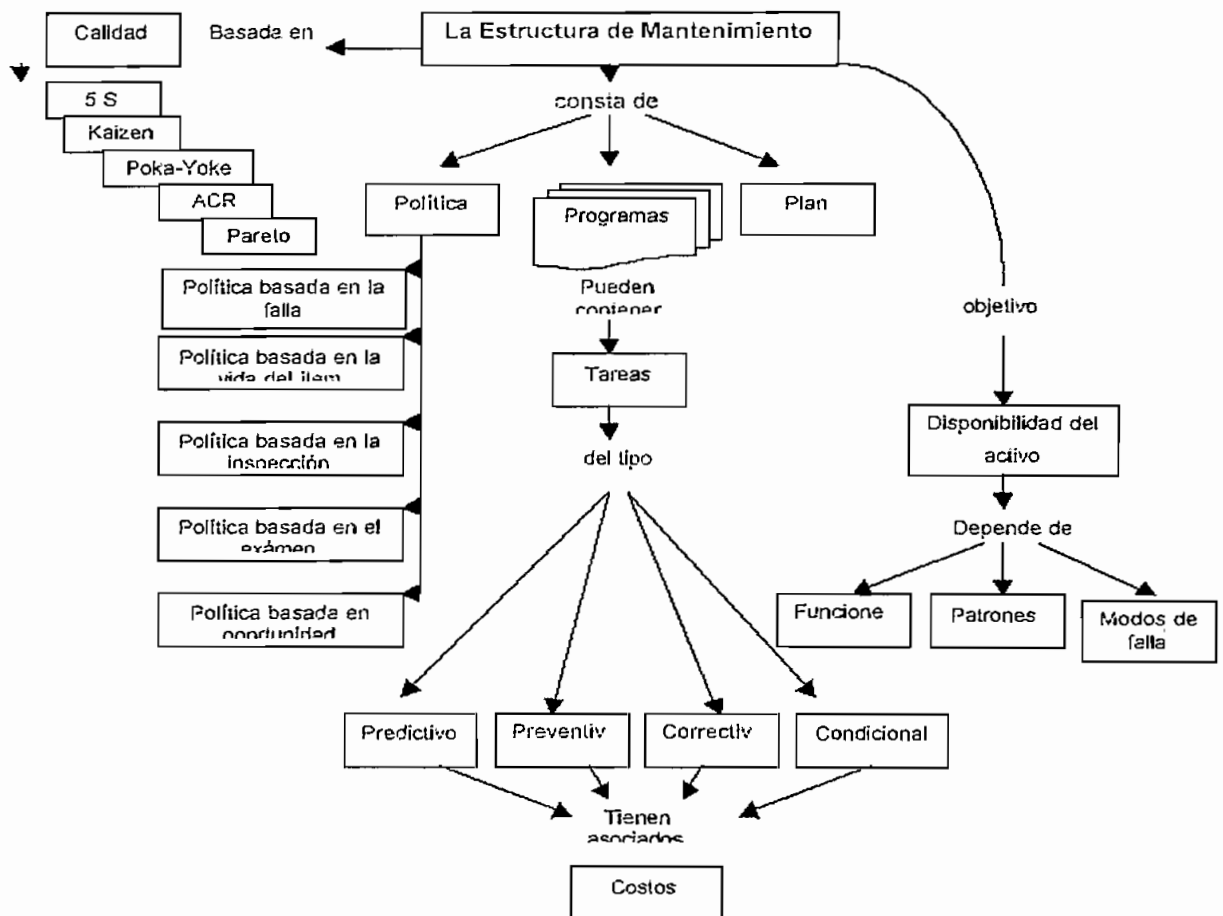 La Estructura de Mantenimiento
Basada en
Calidad
5 S
Kaizen
Poka-Yoke
ACR
Pareto
consta de
Política
Programas
Plan
Política basada en la
falla
Política basada en la
vida del item
Política basada en la
inspección
Política basada en el
exámen
Política basada en
oportunidad
Pueden
contener
Tareas
del tipo
Predictivo
Preventiv
Correctiv
Condicional
Tienen
asociados
Costos
objetivo
Disponibilidad del
activo
Depende de
Funcione
Patrones
Modos de
falla